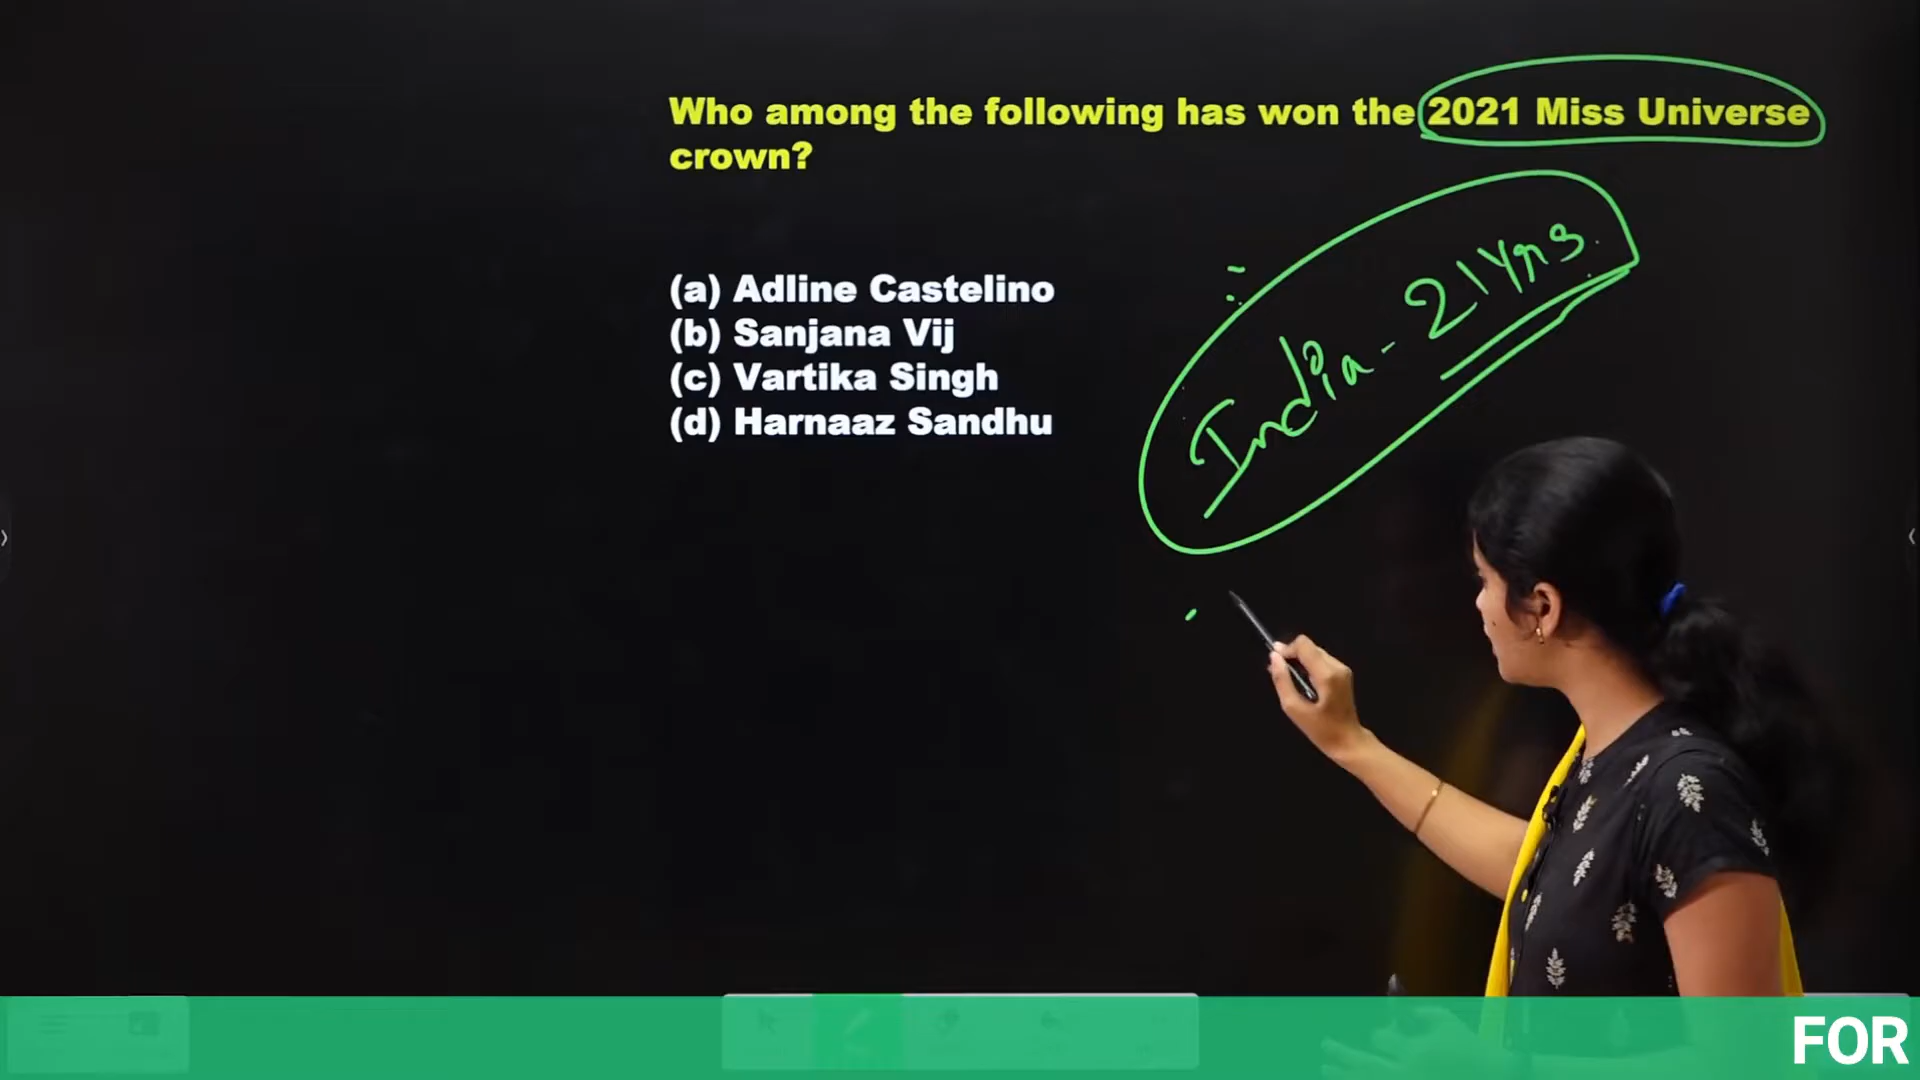 Who among the following has won the 2021 Miss Universe
crown?
(a) Adline Castelino
(b) Sanjana Vij
(c) Vartika Singh
(d) Harnaaz Sandhu
India - 21 Yrs
FOR